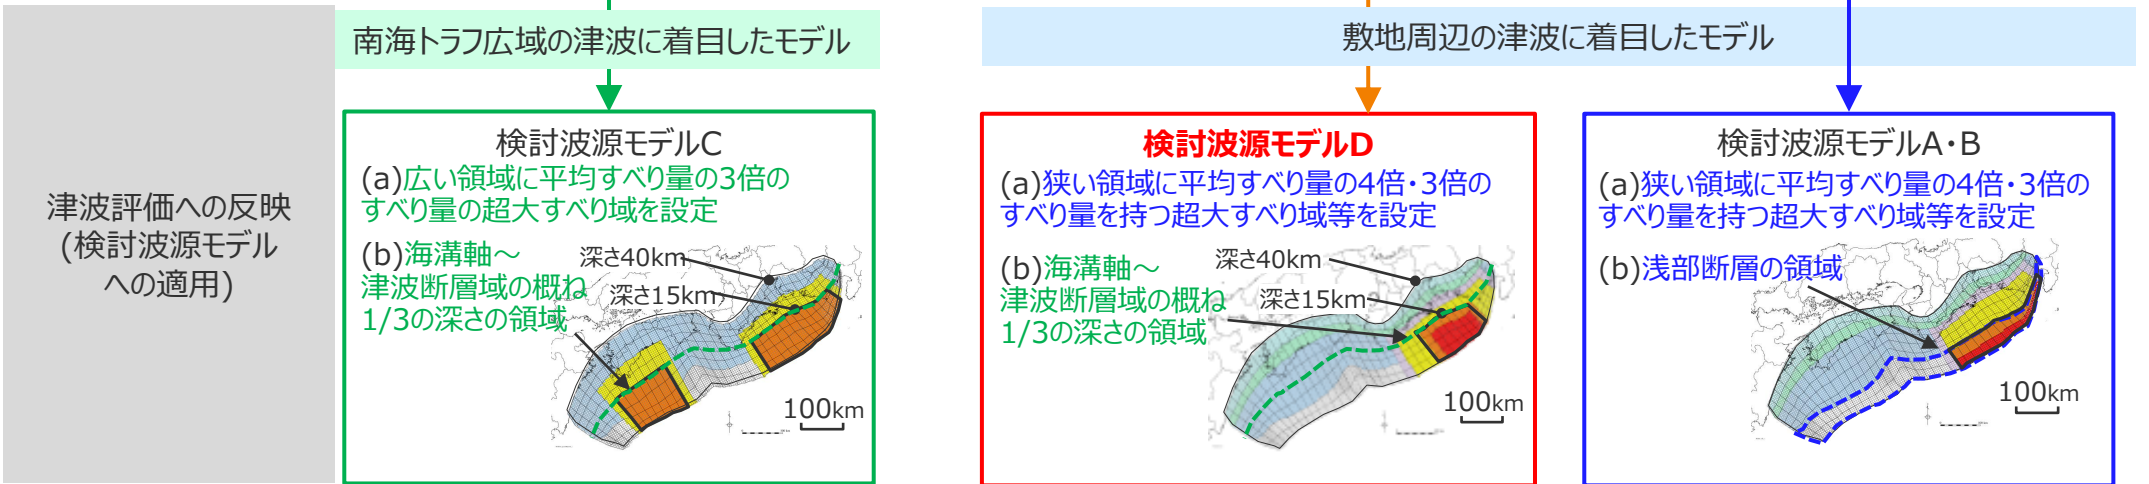 南海トラフ広域の津波に着目したモデル
敷地周辺の津波に着目したモデル
津波評価への反映
(検討波源モデル
への適用)
検討波源モデルC
(a)広い領域に平均すべり量の3倍の
すべり量の超大すべり域を設定
(b)海溝軸～
津波断層域の概ね
1/3の深さの領域
深さ40km
深さ15km
100km
検討波源モデルD
(a)狭い領域に平均すべり量の4倍・3倍の
すべり量を持つ超大すべり域等を設定
(b)海溝軸～
津波断層域の概ね
1/3の深さの領域
深さ40km
深さ15km
100km
検討波源モデルA・B
(a)狭い領域に平均すべり量の4倍・3倍の
すべり量を持つ超大すべり域等を設定
(b)浅部断層の領域
100km